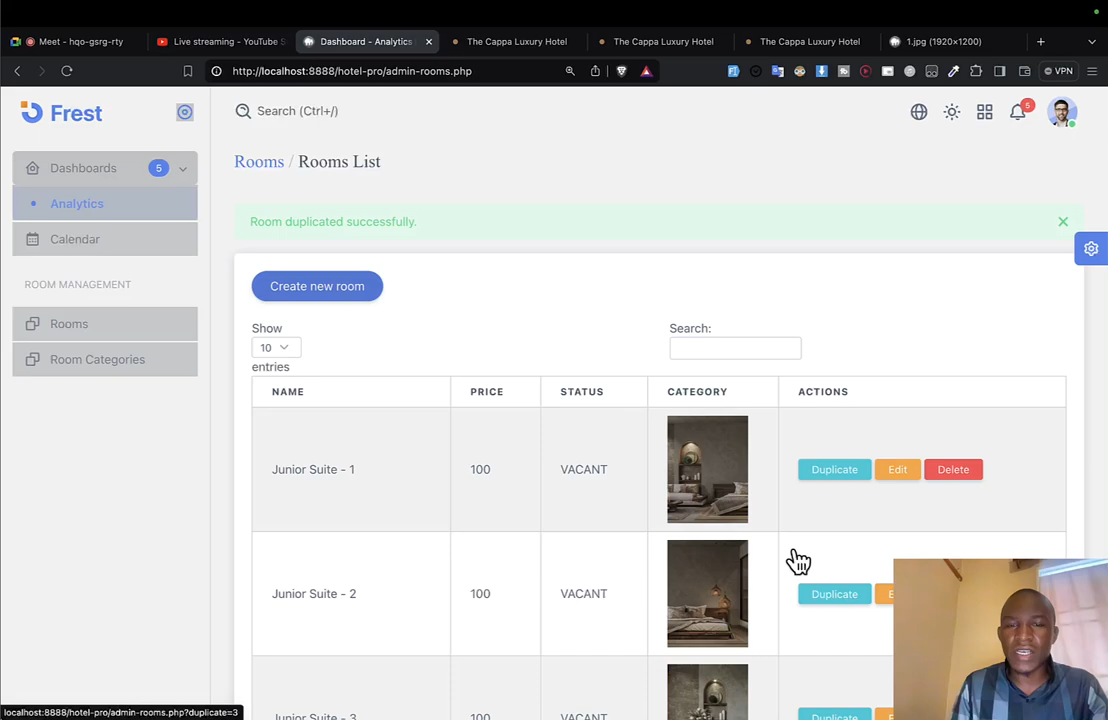 Meet - hqo-gsrg-rty
Live streaming - YouTube S
Dashboard - Analytics
The Cappa Luxury Hotel
The Cappa Luxury Hotel
The Cappa Luxury Hotel
1.jpg (1920×1200)
http://localhost:8888/hotel-pro/admin-rooms.php
VPN
Frest
Search (Ctrl+/)
5
Dashboards
5
Analytics
Calendar
ROOM MANAGEMENT
Rooms
Room Categories
Rooms / Rooms List
Room duplicated successfully.
Create new room
Show
10
entries
Search:
NAME PRICE STATUS CATEGORY ACTIONS
Junior Suite - 1 100 VACANT Duplicate Edit Delete
Junior Suite - 2 100 VACANT Duplicate
Junior Suite - 3 100 VACANT Duplicate
localhost:8888/hotel-pro/admin-rooms.php?duplicate=3